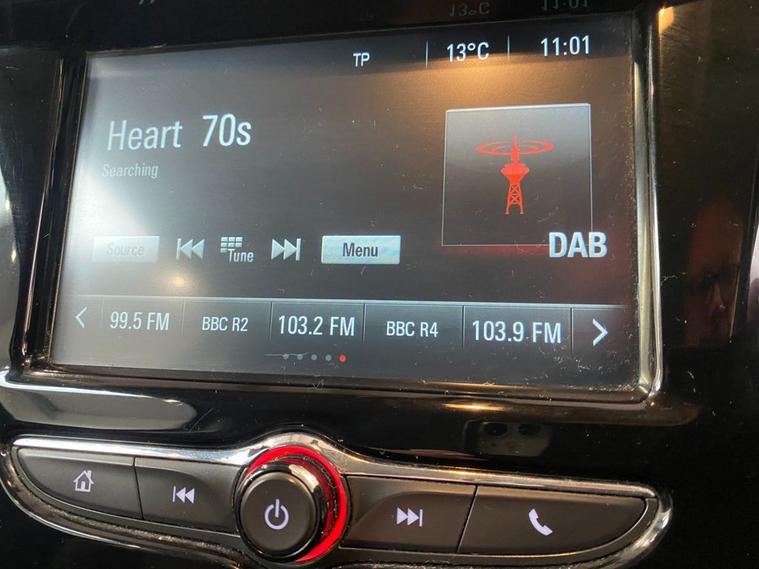 TP 13°C 11:01
Heart 70s
Searching
DAB
Source Tune Menu
99.5 FM BBC R2 103.2 FM BBC R4 103.9 FM